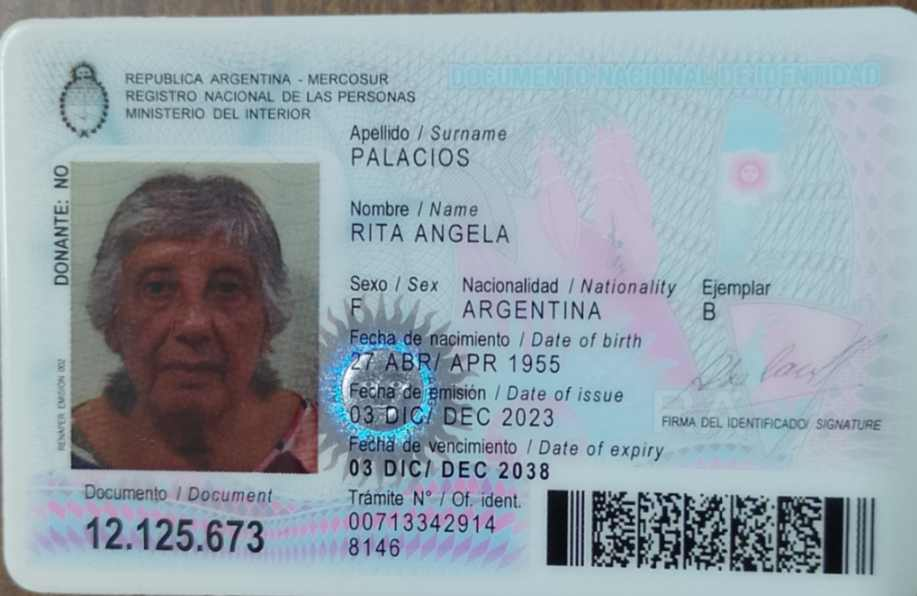 DOCUMENTO NACIONAL DE IDENTIDAD
REPUBLICA ARGENTINA - MERCOSUR
REGISTRO NACIONAL DE LAS PERSONAS
MINISTERIO DEL INTERIOR
Apellido / Surname
PALACIOS
Nombre / Name
RITA ANGELA
Sexo / Sex Nacionalidad / Nationality Ejemplar
F ARGENTINA B
Fecha de nacimiento / Date of birth
27 ABR/ APR 1955
Fecha de emisión / Date of issue
03 DIC/ DEC 2023
FIRMA DEL IDENTIFICADO/ SIGNATURE
Fecha de vencimiento / Date of expiry
03 DIC/ DEC 2038
DONANTE: NO
RENAPER EMISION 002
Documento / Document
12.125.673
Trámite N° / Of. ident.
00713342914
8146